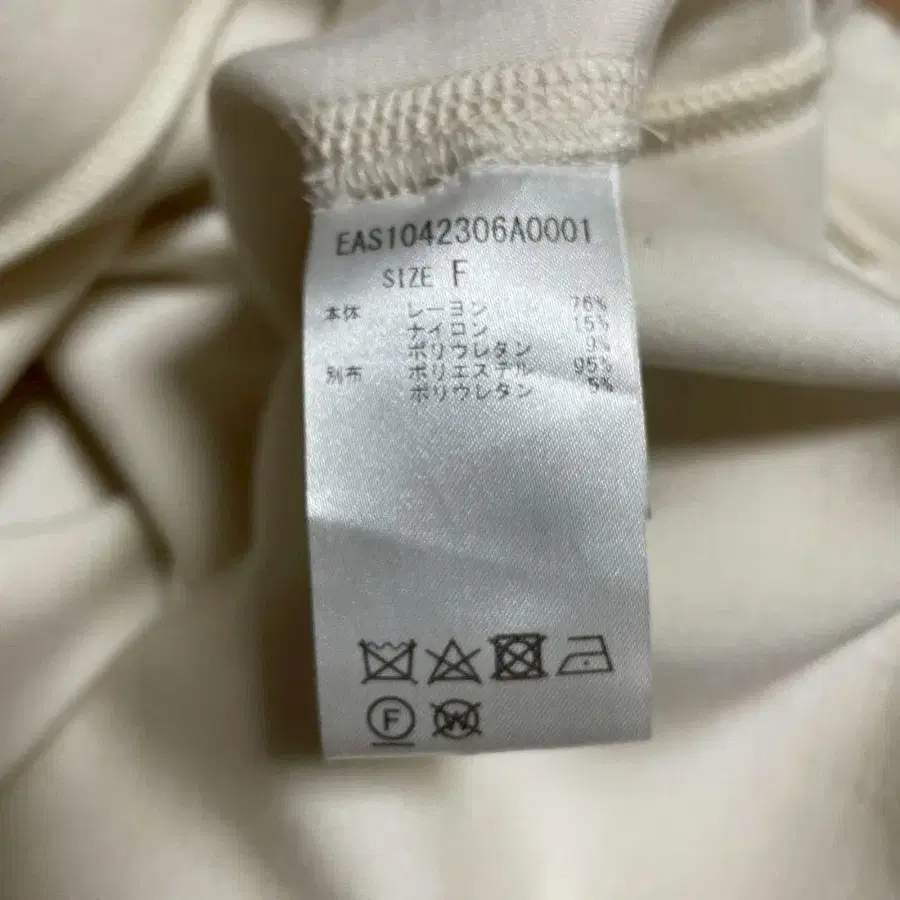 EAS1042306A0001
SIZE F
本体 レーヨン 76%
ナイロン 15%
ポリウレタン 9%
別布 ポリエステル 95%
ポリウレタン 5%
F W